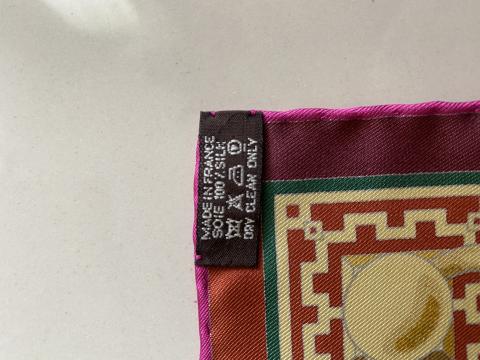 MADE IN FRANCE
SOIE 100 % SILK
P
DRY CLEAN ONLY